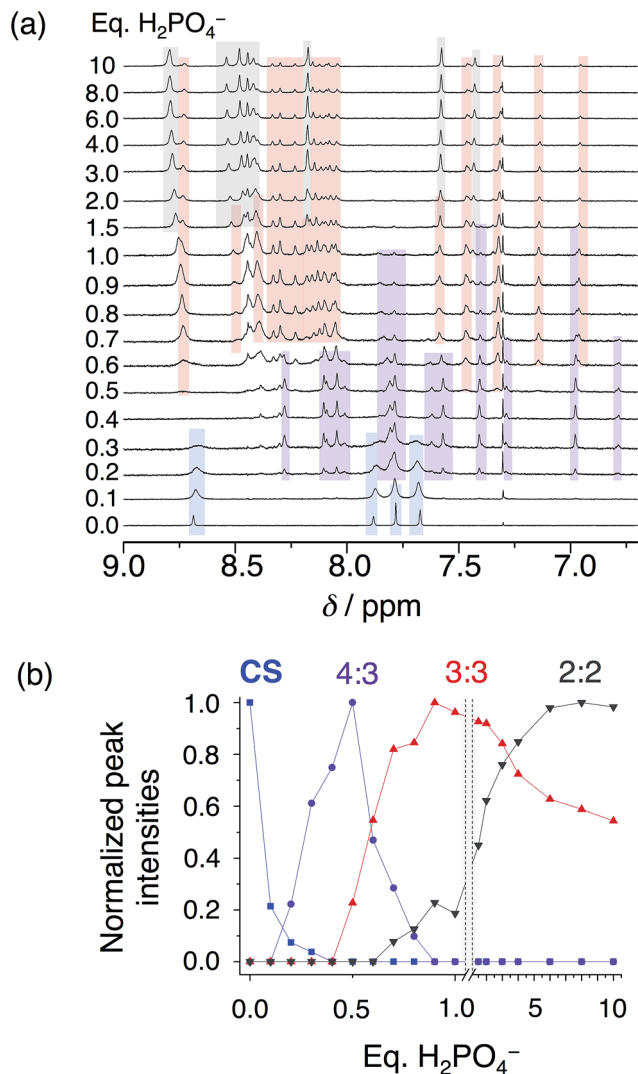 (a)
Eq. H₂PO₄⁻
10
8.0
6.0
4.0
3.0
2.0
1.5
1.0
0.9
0.8
0.7
0.6
0.5
0.4
0.3
0.2
0.1
0.0
9.0 8.5 8.0 7.5 7.0
δ / ppm
(b)
CS 4:3 3:3 2:2
Normalized peak
intensities
1.0
0.8
0.6
0.4
0.2
0.0
0.0 0.5 1.0 5 10
Eq. H₂PO₄⁻